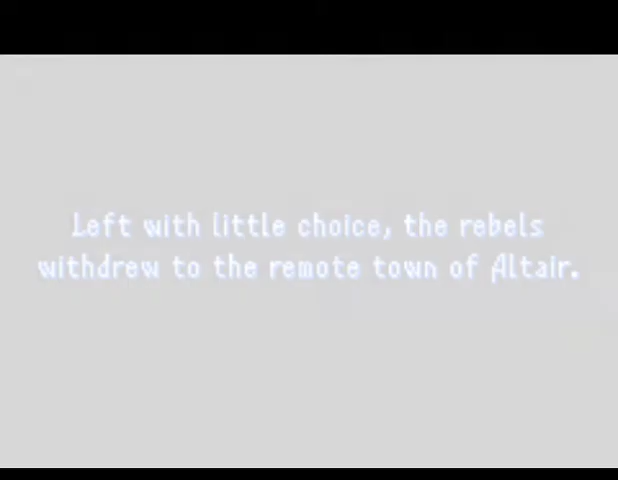 Left with little choice, the rebels
withdrew to the remote town of Altair.